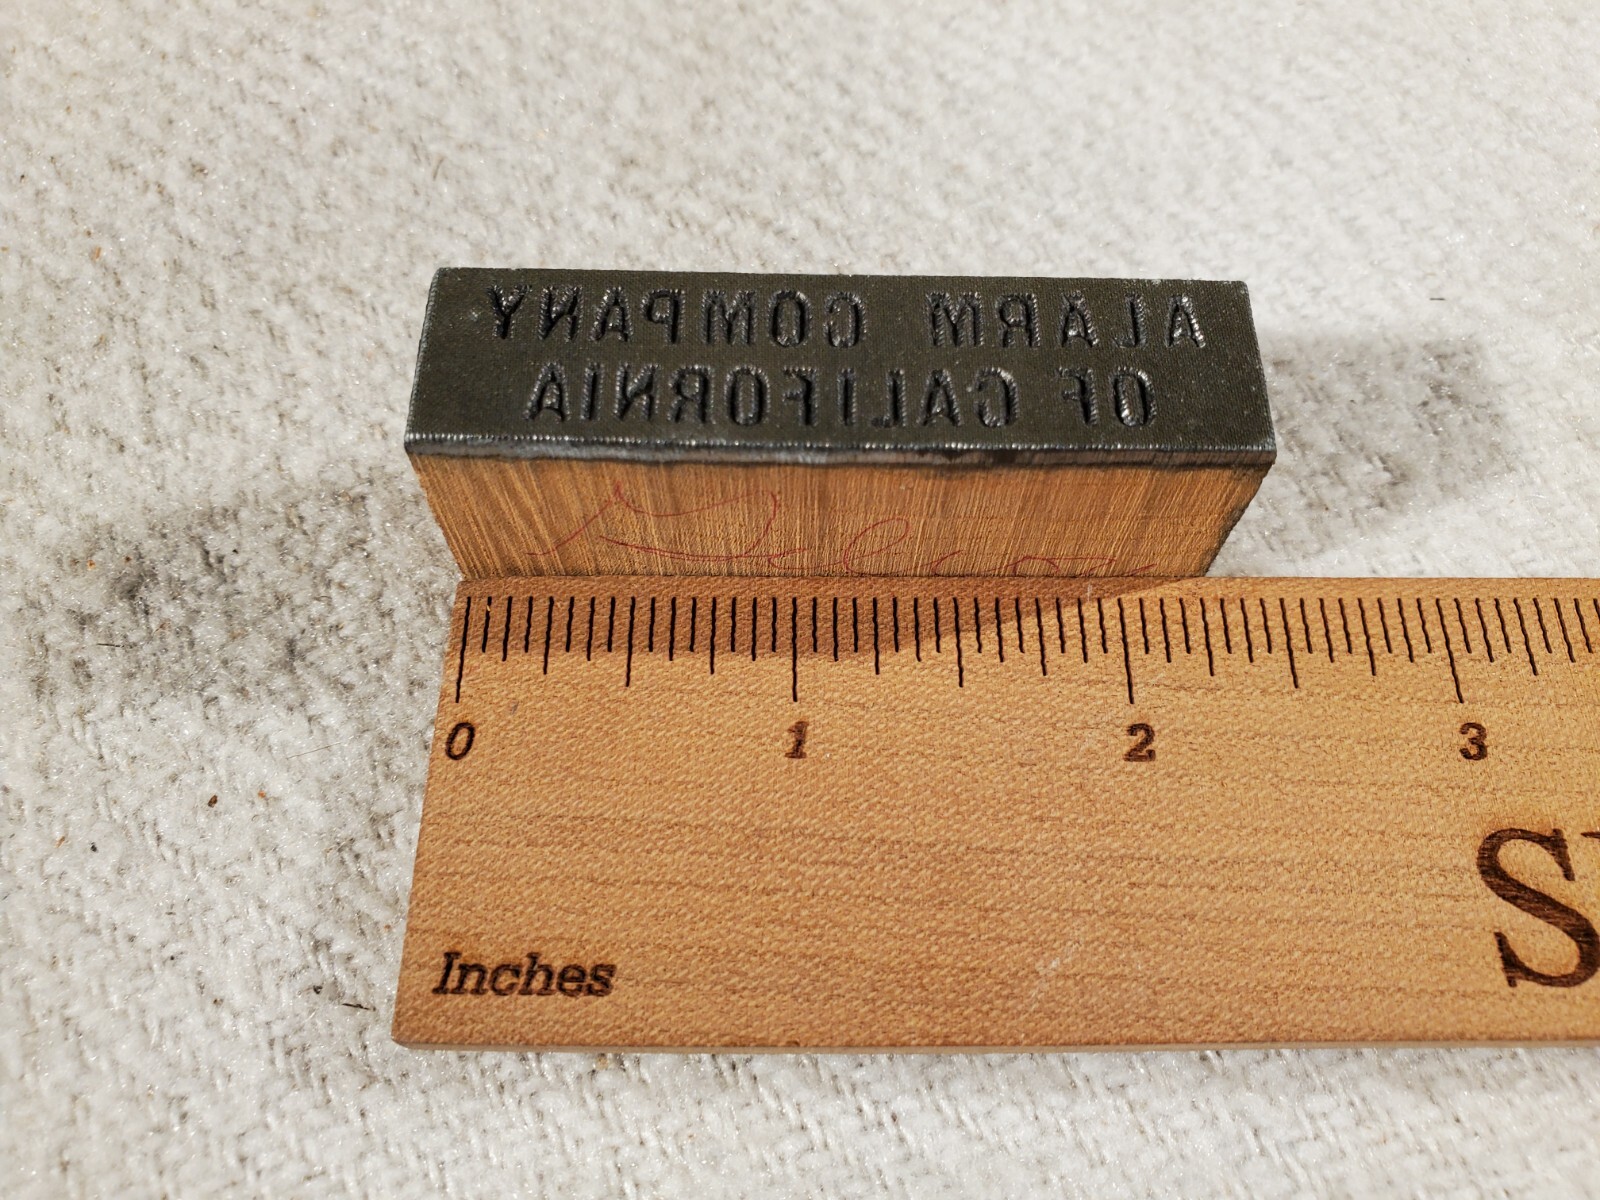 ALARM COMPANY
OF CALIFORNIA
0 1 2 3
Inches